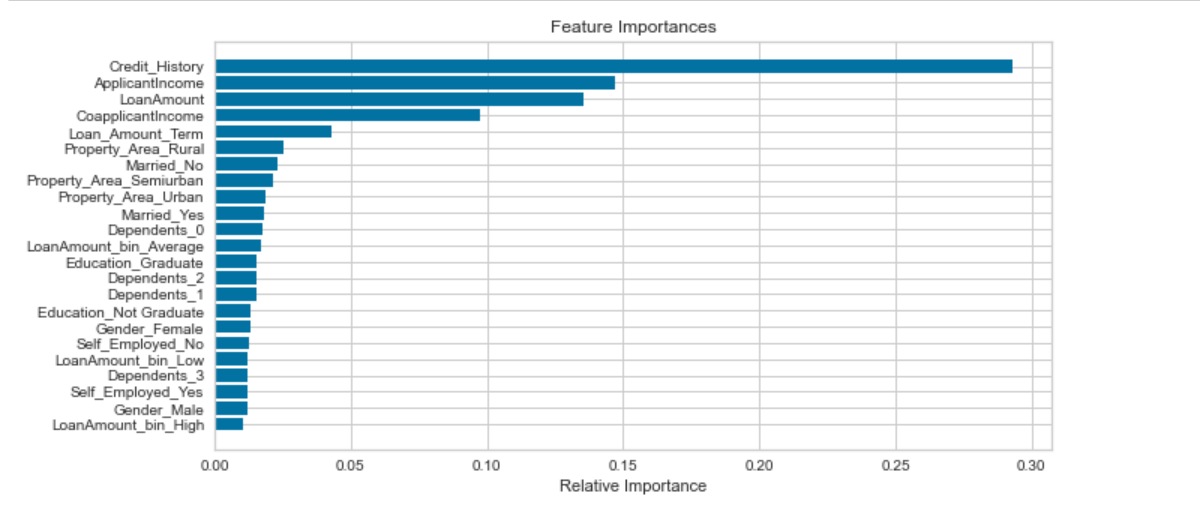 Feature Importances
Credit_History
ApplicantIncome
LoanAmount
CoapplicantIncome
Loan_Amount_Term
Property_Area_Rural
Married_No
Property_Area_Semiurban
Property_Area_Urban
Married_Yes
Dependents_0
LoanAmount_bin_Average
Education_Graduate
Dependents_2
Dependents_1
Education_Not Graduate
Gender_Female
Self_Employed_No
LoanAmount_bin_Low
Dependents_3
Self_Employed_Yes
Gender_Male
LoanAmount_bin_High
0.00 0.05 0.10 0.15 0.20 0.25 0.30
Relative Importance